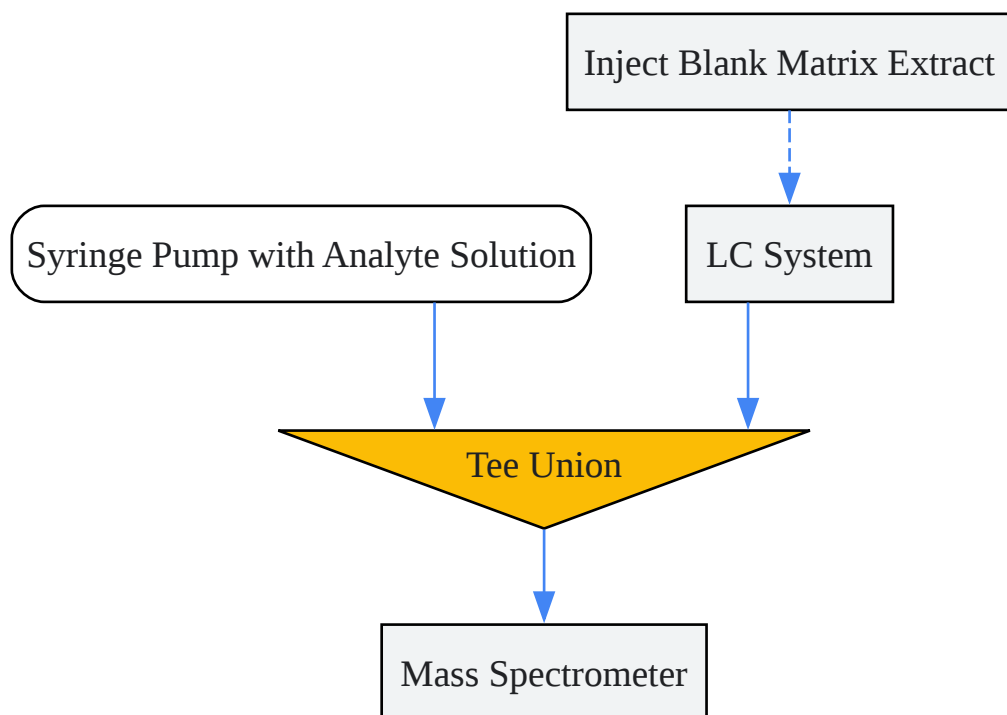 Inject Blank Matrix Extract
Syringe Pump with Analyte Solution
LC System
Tee Union
Mass Spectrometer